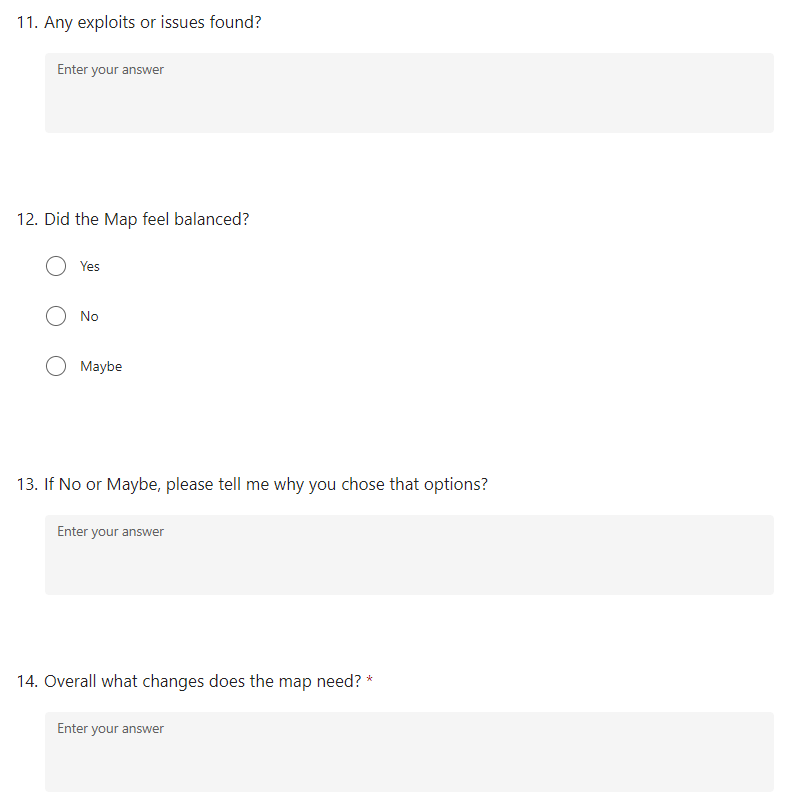 11. Any exploits or issues found?
Enter your answer
12. Did the Map feel balanced?
Yes
No
Maybe
13. If No or Maybe, please tell me why you chose that options?
Enter your answer
14. Overall what changes does the map need? *
Enter your answer